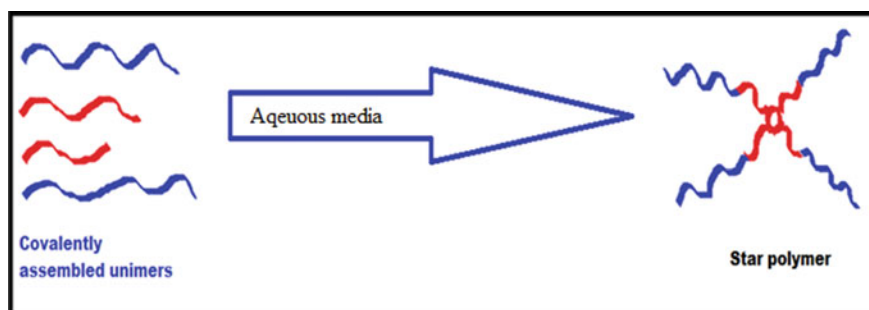 Aqeuous media
Covalently
assembled unimers
Star polymer